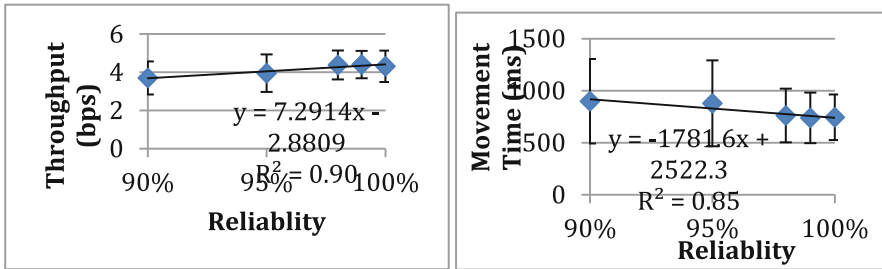 Throughput
(bps)
6
4
2
0
y = 7.2914x -
2.8809
R² = 0.90
90%
95%
100%
Reliablity
Movement
Time (ms)
1500
1000
500
0
y = -1781.6x +
2522.3
R² = 0.85
90%
95%
100%
Reliablity